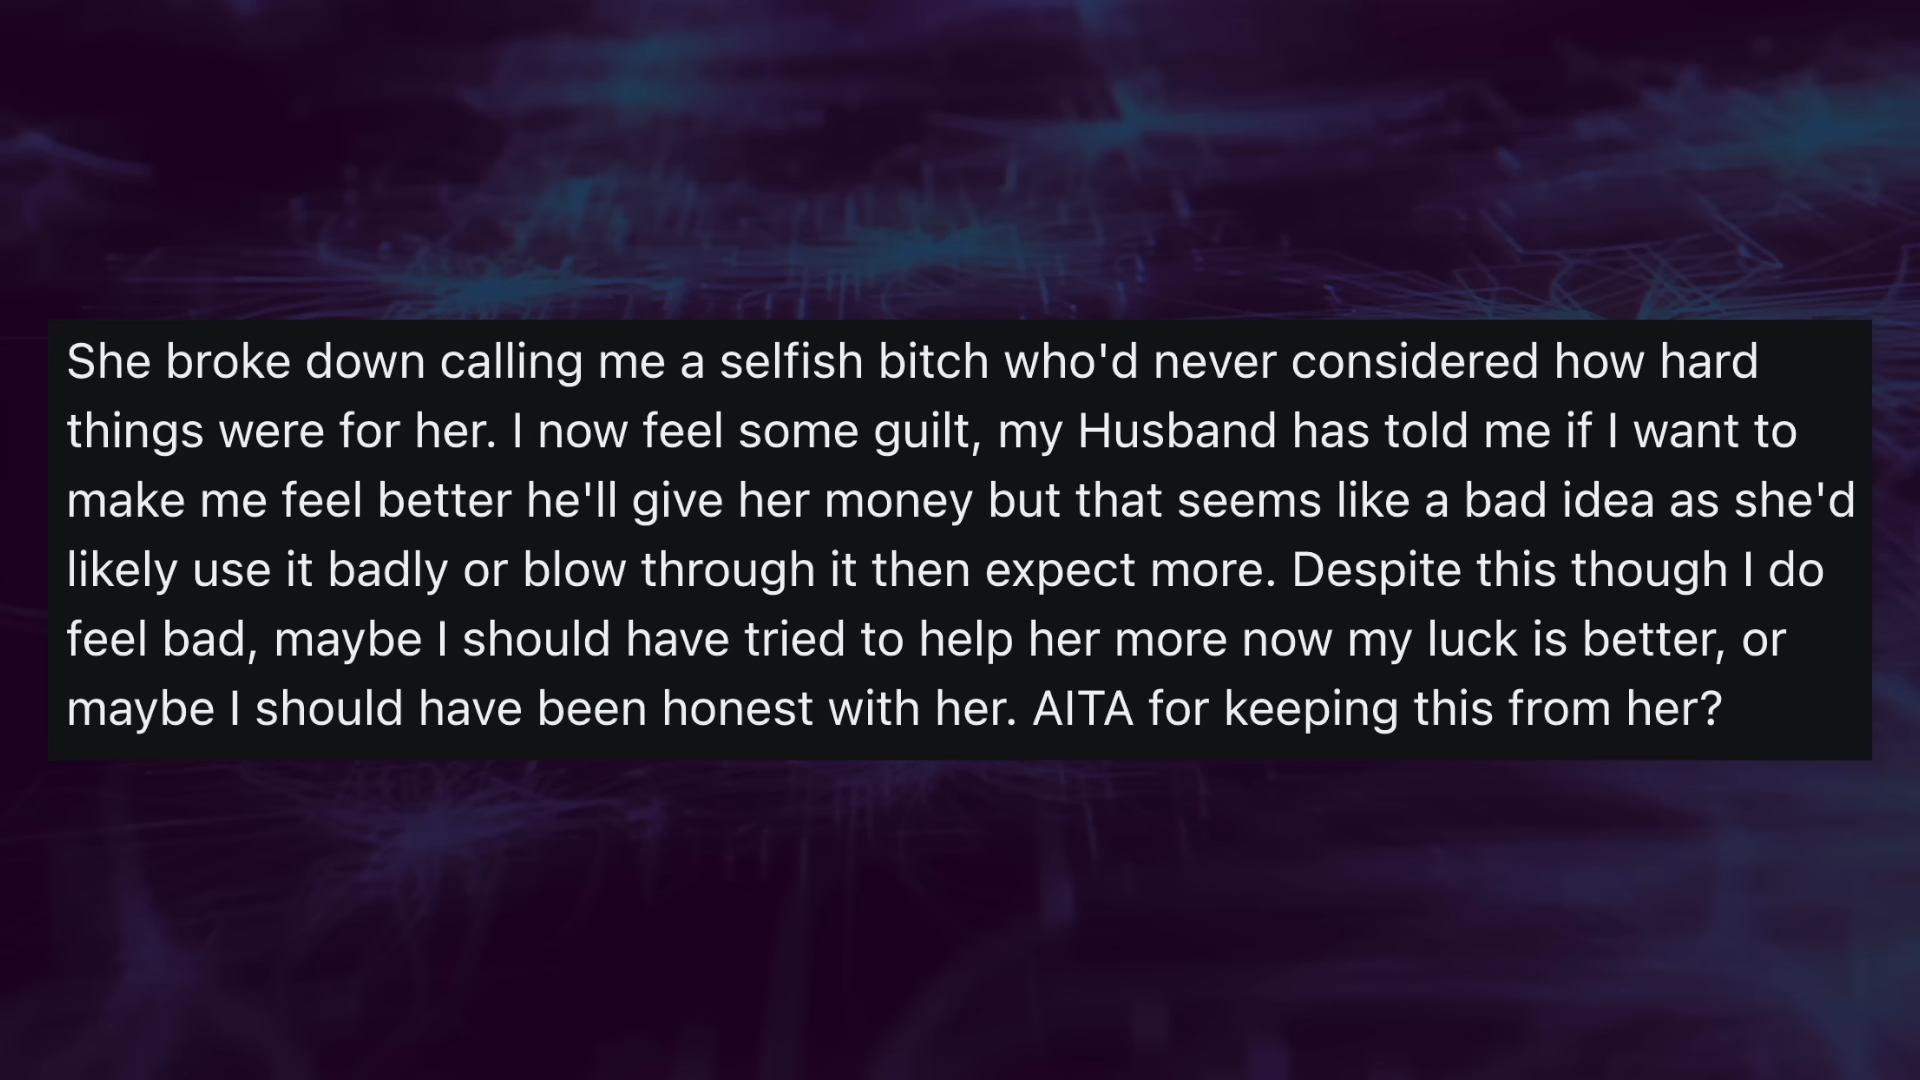 She broke down calling me a selfish bitch who'd never considered how hard
things were for her. I now feel some guilt, my Husband has told me if I want to
make me feel better he'll give her money but that seems like a bad idea as she'd
likely use it badly or blow through it then expect more. Despite this though I do
feel bad, maybe I should have tried to help her more now my luck is better, or
maybe I should have been honest with her. AITA for keeping this from her?